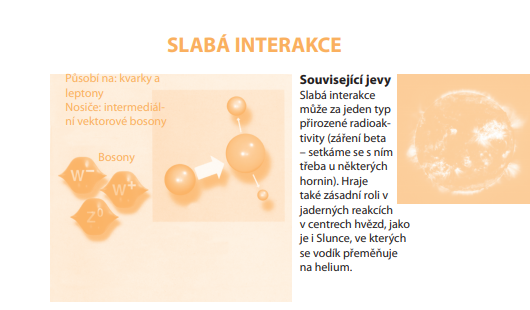 SLABÁ INTERAKCE
Působí na: kvarky a
leptony
Nosiče: intermediál-
ní vektorové bosony
Bosony
W⁻
W⁺
Z⁰
Související jevy
Slabá interakce
může za jeden typ
přirozené radioak-
tivity (záření beta
– setkáme se s ním
třeba u některých
hornin). Hraje
také zásadní roli v
jaderných reakcích
v centrech hvězd, jako
je i Slunce, ve kterých
se vodík přeměňuje
na helium.